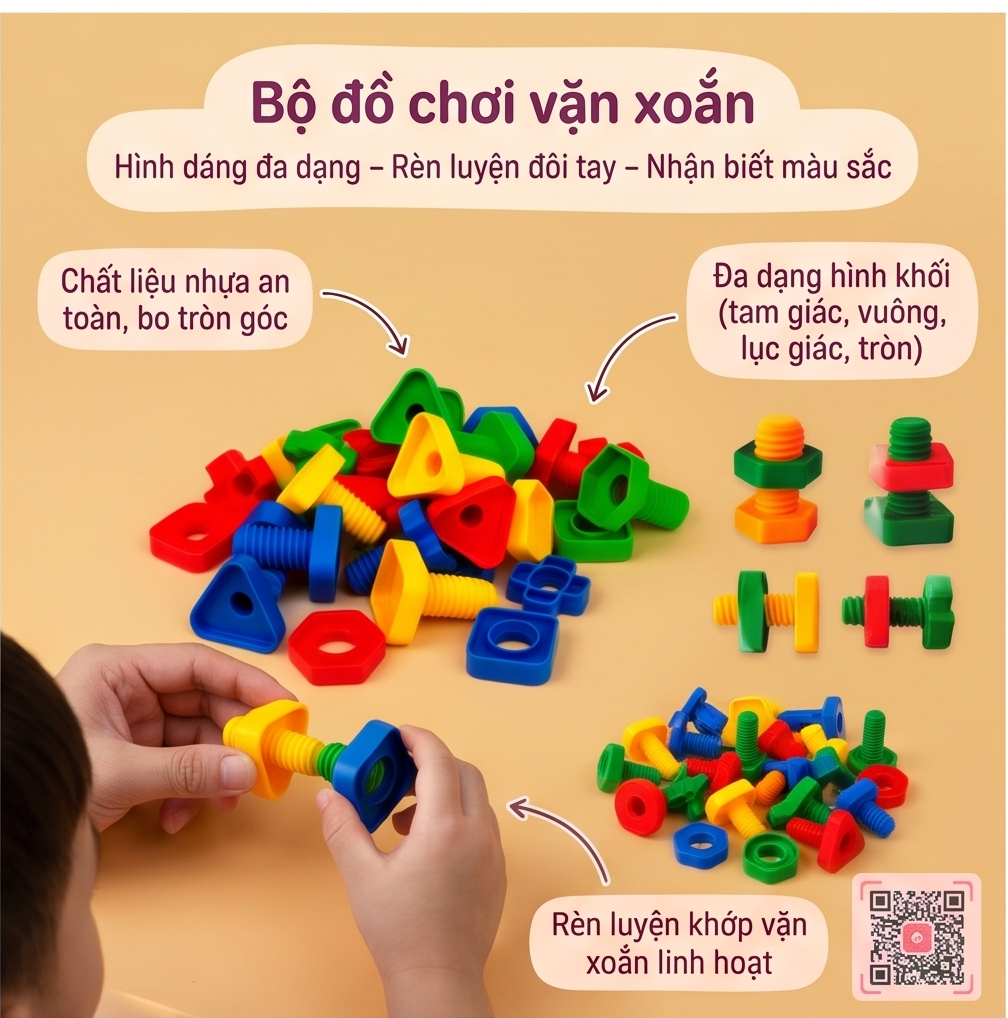 Bộ đồ chơi vặn xoắn
Hình dáng đa dạng – Rèn luyện đôi tay – Nhận biết màu sắc
Chất liệu nhựa an
toàn, bo tròn góc
Đa dạng hình khối
(tam giác, vuông,
lục giác, tròn)
Rèn luyện khớp vặn
xoắn linh hoạt